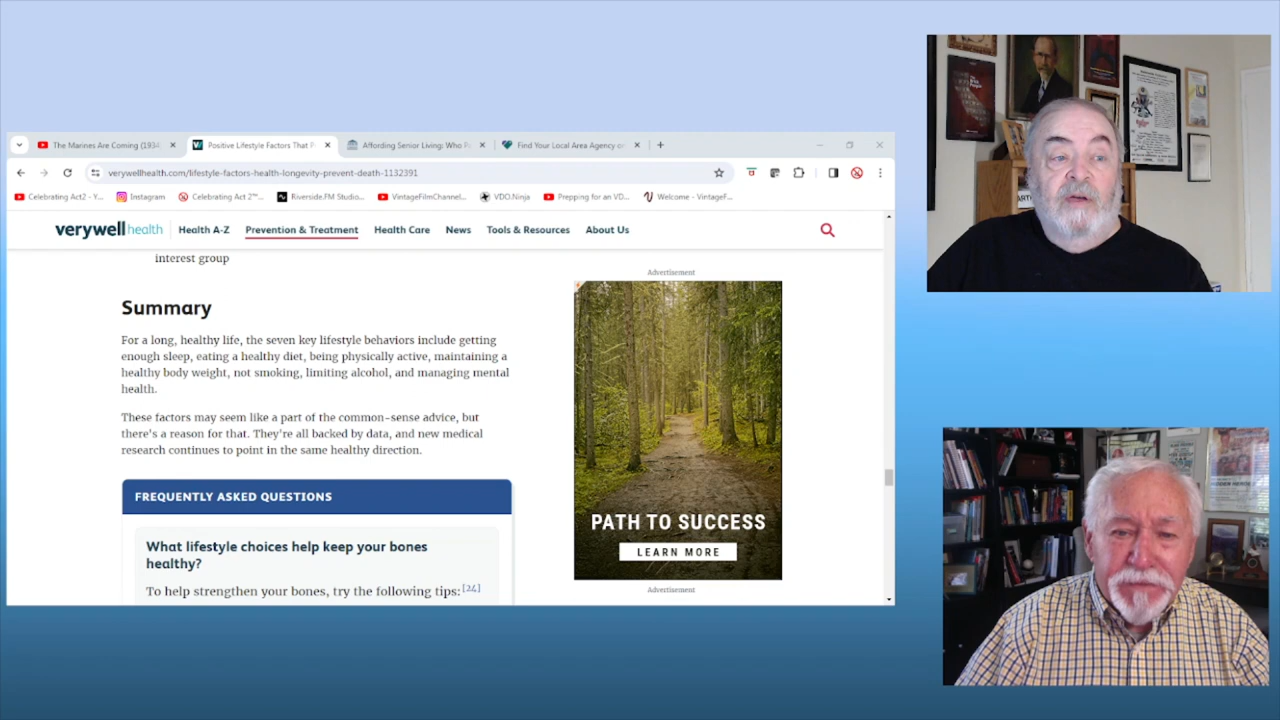 The Marines Are Coming (1934
Positive Lifestyle Factors That P
Affording Senior Living: Who P
Find Your Local Area Agency o
verywellhealth.com/lifestyle-factors-health-longevity-prevent-death-1132391
Celebrating Act2 - Y...
Instagram
Celebrating Act 2™...
Riverside.FM Studio...
VintageFilmChannel...
VDO.Ninja
Prepping for an VD...
Welcome - VintageF...
verywell health
Health A-Z
Prevention & Treatment
Health Care
News
Tools & Resources
About Us
interest group
Summary
For a long, healthy life, the seven key lifestyle behaviors include getting
enough sleep, eating a healthy diet, being physically active, maintaining a
healthy body weight, not smoking, limiting alcohol, and managing mental
health.
These factors may seem like a part of the common-sense advice, but
there's a reason for that. They're all backed by data, and new medical
research continues to point in the same healthy direction.
FREQUENTLY ASKED QUESTIONS
What lifestyle choices help keep your bones
healthy?
To help strengthen your bones, try the following tips:[24]
Advertisement
PATH TO SUCCESS
LEARN MORE
Advertisement